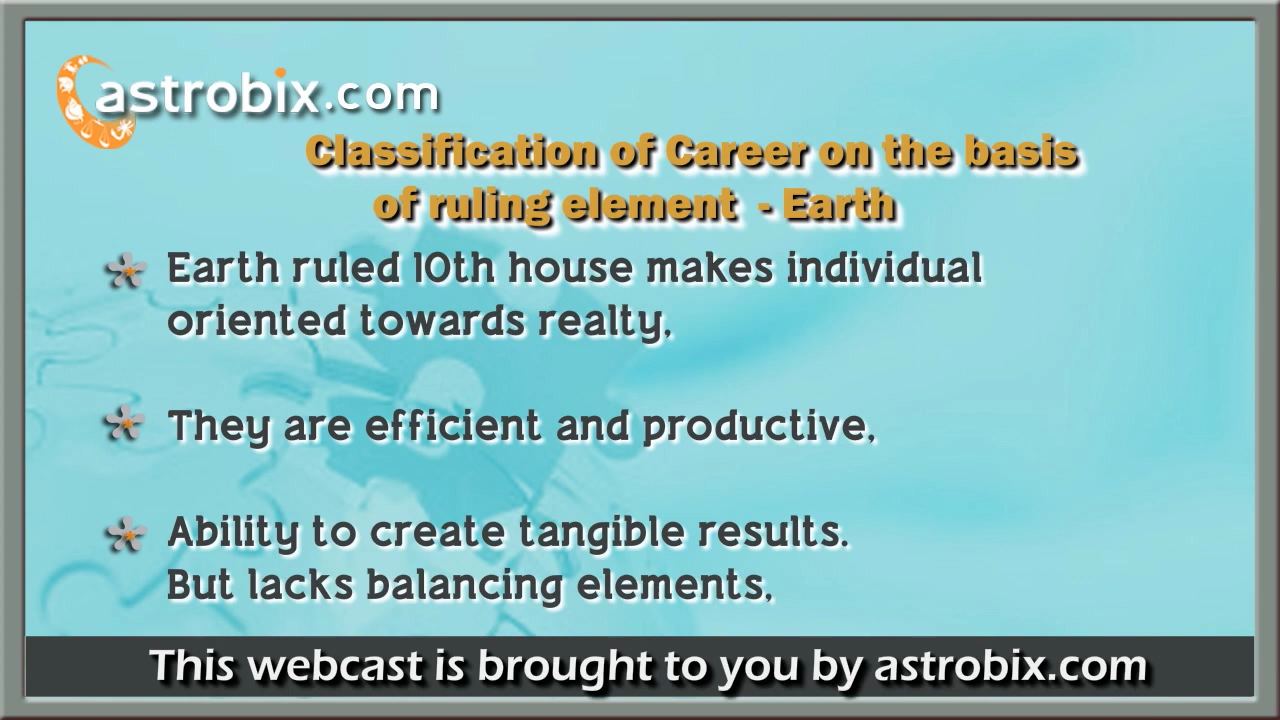 astrobix.com
Classification of Career on the basis
of ruling element - Earth
Earth ruled 10th house makes individual
oriented towards realty,
They are efficient and productive,
Ability to create tangible results.
But lacks balancing elements,
This webcast is brought to you by astrobix.com